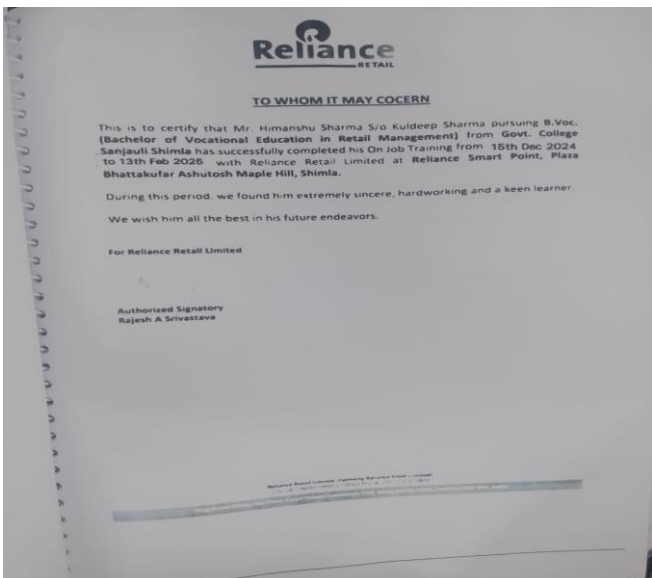 Reliance
RETAIL
TO WHOM IT MAY COCERN
This is to certify that Mr. Himanshu Sharma S/o Kuldeep Sharma pursuing B.Voc.
(Bachelor of Vocational Education in Retail Management) from Govt. College
Sanjauli Shimla has successfully completed his On Job Training from 15th Dec 2024
to 13th Feb 2025 with Reliance Retail Limited at Reliance Smart Point, Plaza
Bhattakufar Ashutosh Maple Hill, Shimla.
During this period, we found him extremely sincere, hardworking and a keen learner.
We wish him all the best in his future endeavors.
For Reliance Retail Limited
Authorized Signatory
Rajesh A Srivastava
Reliance Retail Limited